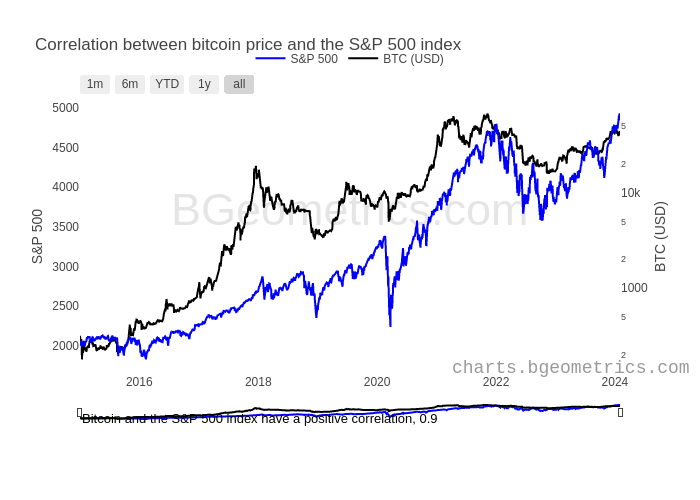 Correlation between bitcoin price and the S&P 500 index
S&P 500 BTC (USD)
1m 6m YTD 1y all
5000
4500
4000
3500
3000
2500
2000
S&P 500
BGeometrics.com
5
2
10k
5
2
1000
5
2
BTC (USD)
charts.bgeometrics.com
2016 2018 2020 2022 2024
Bitcoin and the S&P 500 index have a positive correlation, 0.9